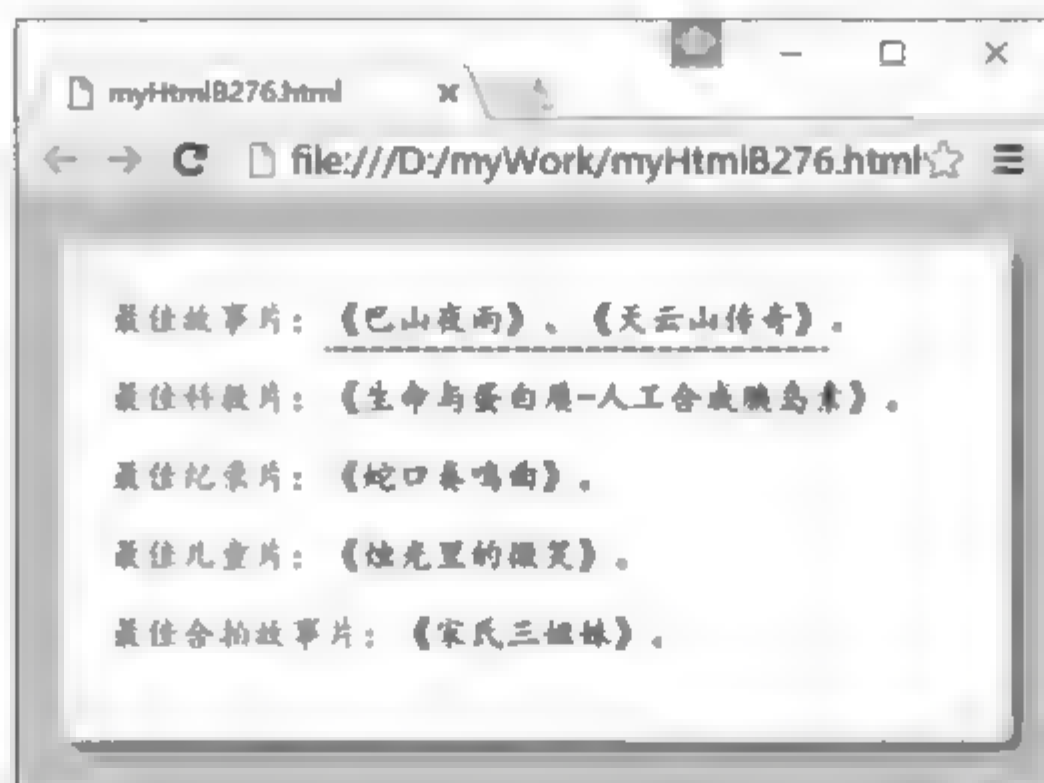 myHtmlB276.html
file:///D:/myWork/myHtmlB276.html
最佳故事片：《巴山夜雨》、《天云山传奇》。
最佳科教片：《生命与蛋白质-人工合成胰岛素》。
最佳纪录片：《蛇口奏鸣曲》。
最佳儿童片：《烛光里的微笑》。
最佳合拍故事片：《宋氏三姐妹》。